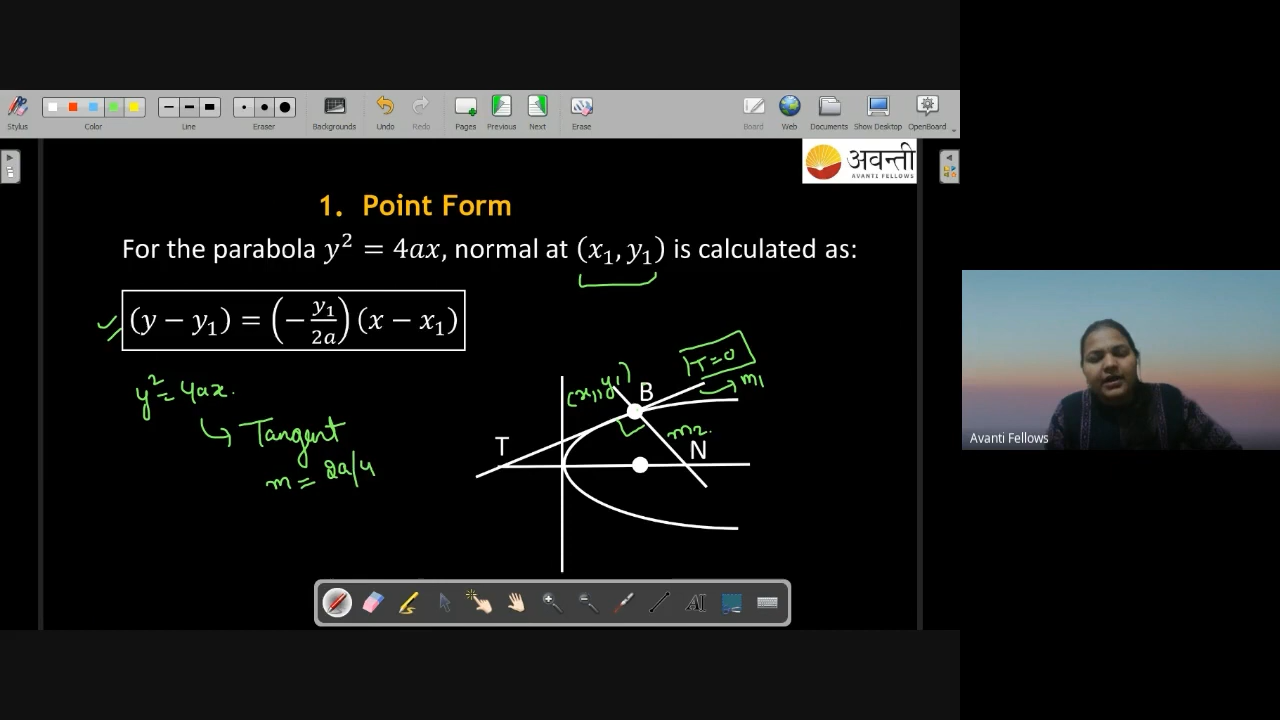 Stylus Color Line Eraser Backgrounds Undo Redo Pages Previous Next Erase Board Web Documents Show Desktop OpenBoard
अवन्ती
AVANTI FELLOWS
1. Point Form
For the parabola y² = 4ax, normal at (x₁, y₁) is calculated as:
(y − y₁) = (−y₁/2a) (x − x₁)
y² = 4ax.
Tangent
m = 2a/y
T=0
m₁
(x₁, y₁)
B
m₂.
T
N
AI
Avanti Fellows